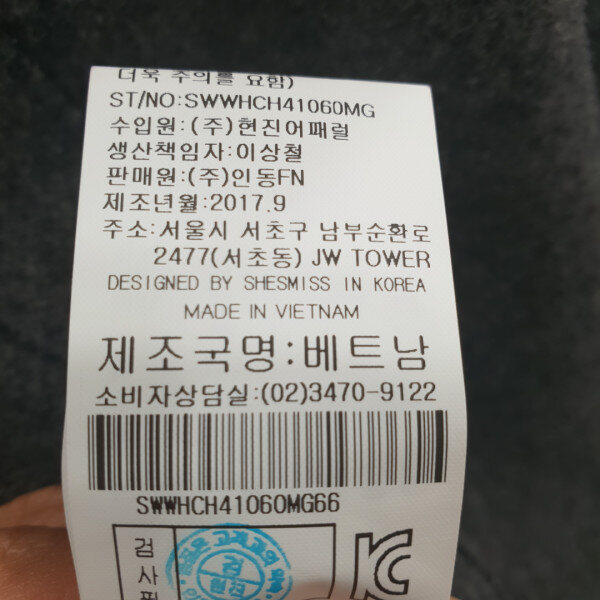 더욱 주의를 요함)
ST/NO:SWWHCH41060MG
수입원:(주)현진어패럴
생산책임자:이상철
판매원:(주)인동FN
제조년월:2017.9
주소:서울시 서초구 남부순환로
2477(서초동) JW TOWER
DESIGNED BY SHESMISS IN KOREA
MADE IN VIETNAM
제조국명:베트남
소비자상담실:(02)3470-9122
SWWHCH41060MG66
검사필
검